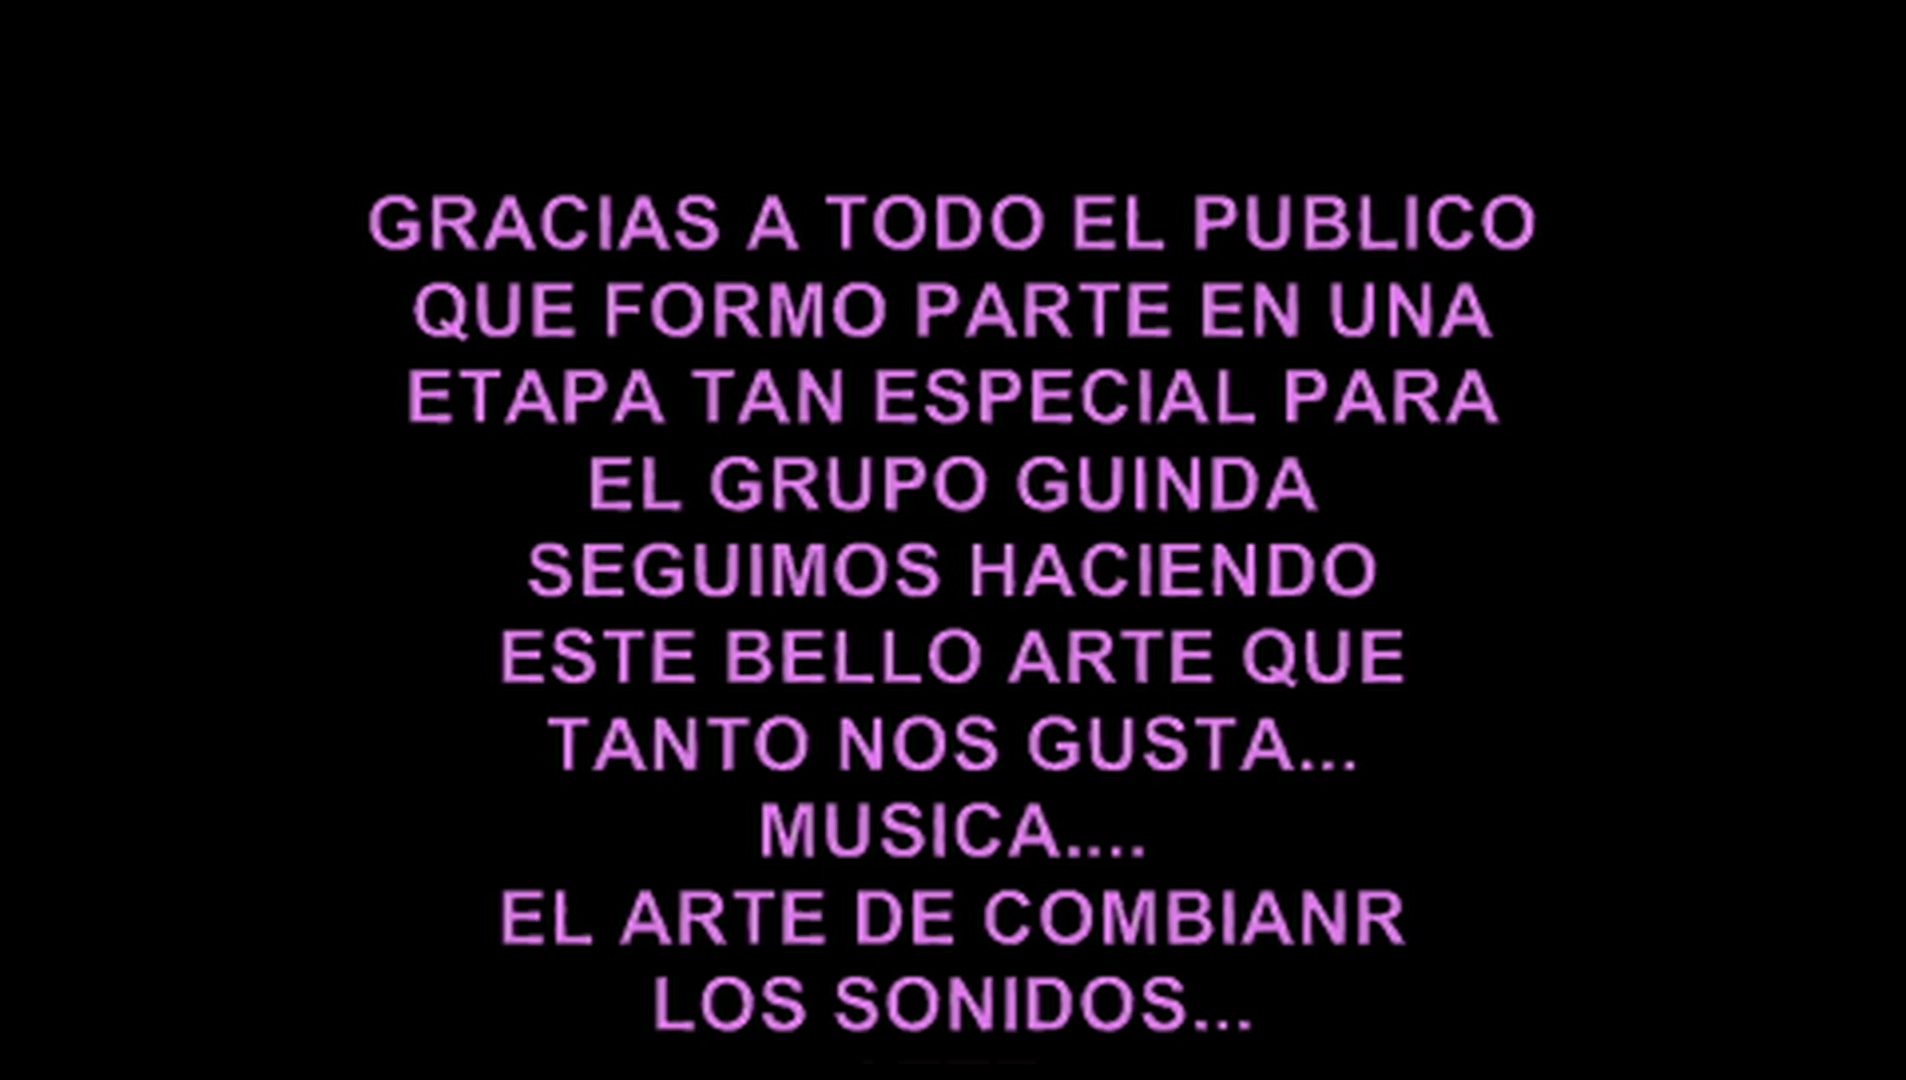 GRACIAS A TODO EL PUBLICO
QUE FORMO PARTE EN UNA
ETAPA TAN ESPECIAL PARA
EL GRUPO GUINDA
SEGUIMOS HACIENDO
ESTE BELLO ARTE QUE
TANTO NOS GUSTA...
MUSICA....
EL ARTE DE COMBIANR
LOS SONIDOS...